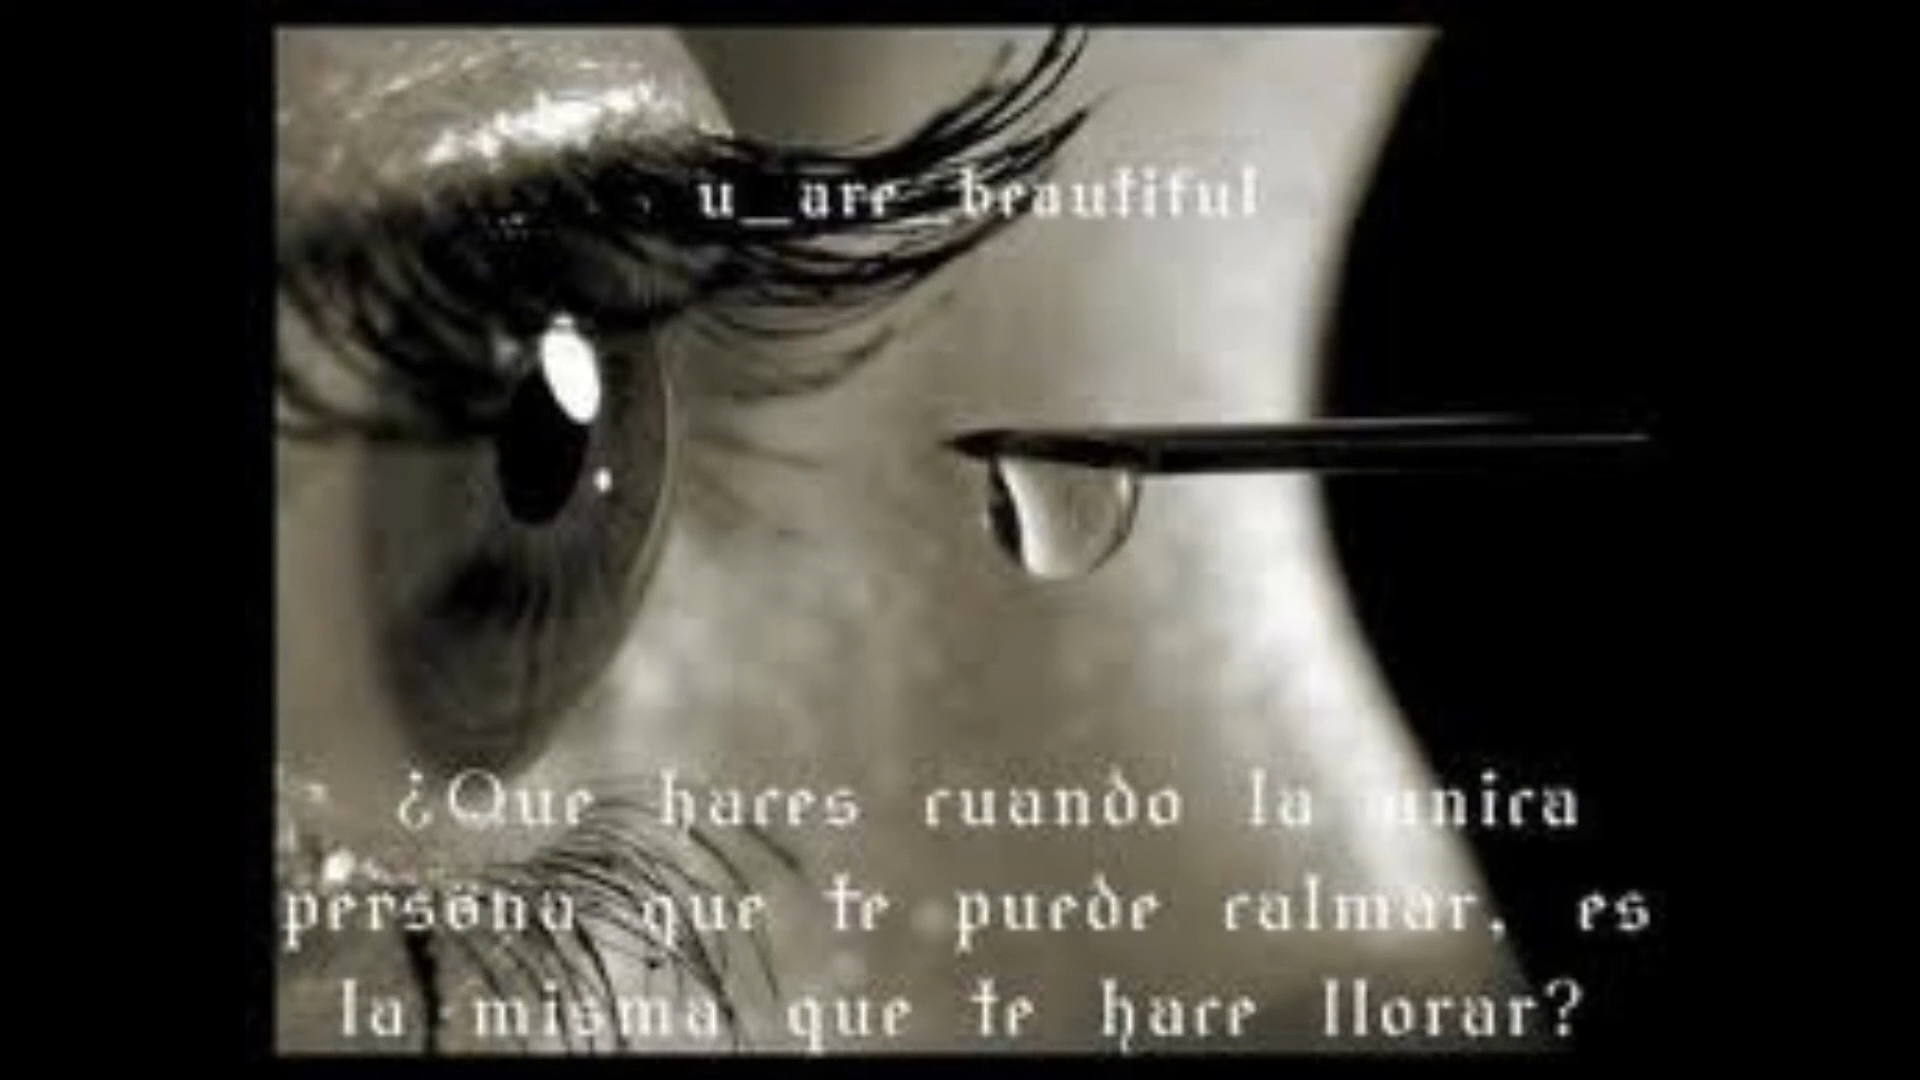 u_are_beautiful
¿Que haces cuando la unica
persona que te puede calmar, es
la misma que te hace llorar?